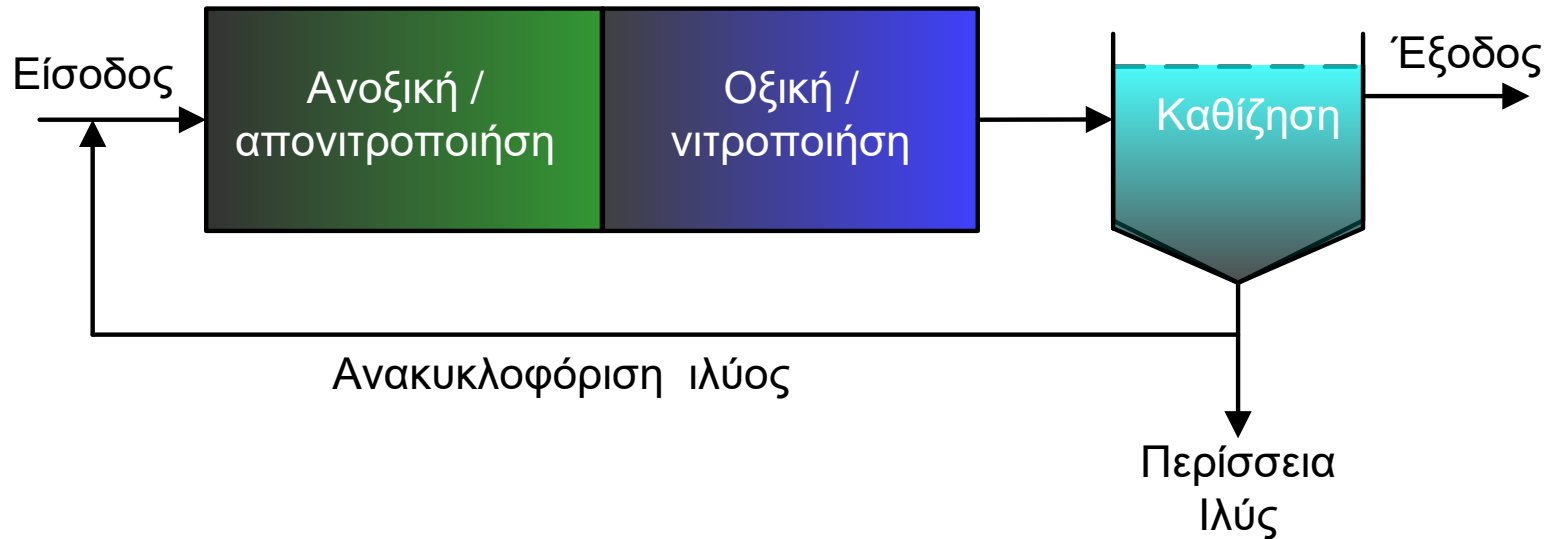 Είσοδος
Ανοξική /
απονιτροποιήση
Οξική /
νιτροποιήση
Καθίζηση
Έξοδος
Ανακυκλοφόριση ιλύος
Περίσσεια
Ιλύς